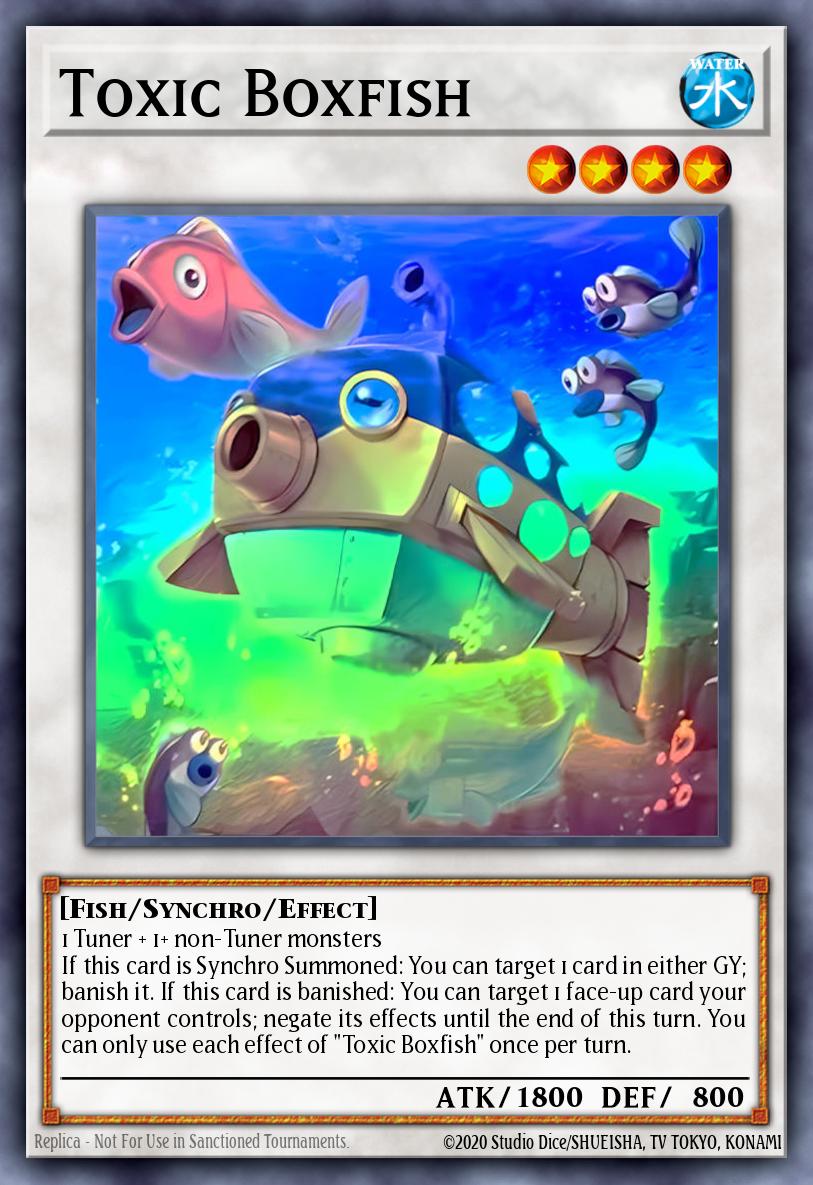 Toxic Boxfish
WATER
水
[Fish/Synchro/Effect]
1 Tuner + 1+ non-Tuner monsters
If this card is Synchro Summoned: You can target 1 card in either GY;
banish it. If this card is banished: You can target 1 face-up card your
opponent controls; negate its effects until the end of this turn. You
can only use each effect of "Toxic Boxfish" once per turn.
ATK/1800 DEF/ 800
Replica - Not For Use in Sanctioned Tournaments.
©2020 Studio Dice/SHUEISHA, TV TOKYO, KONAMI